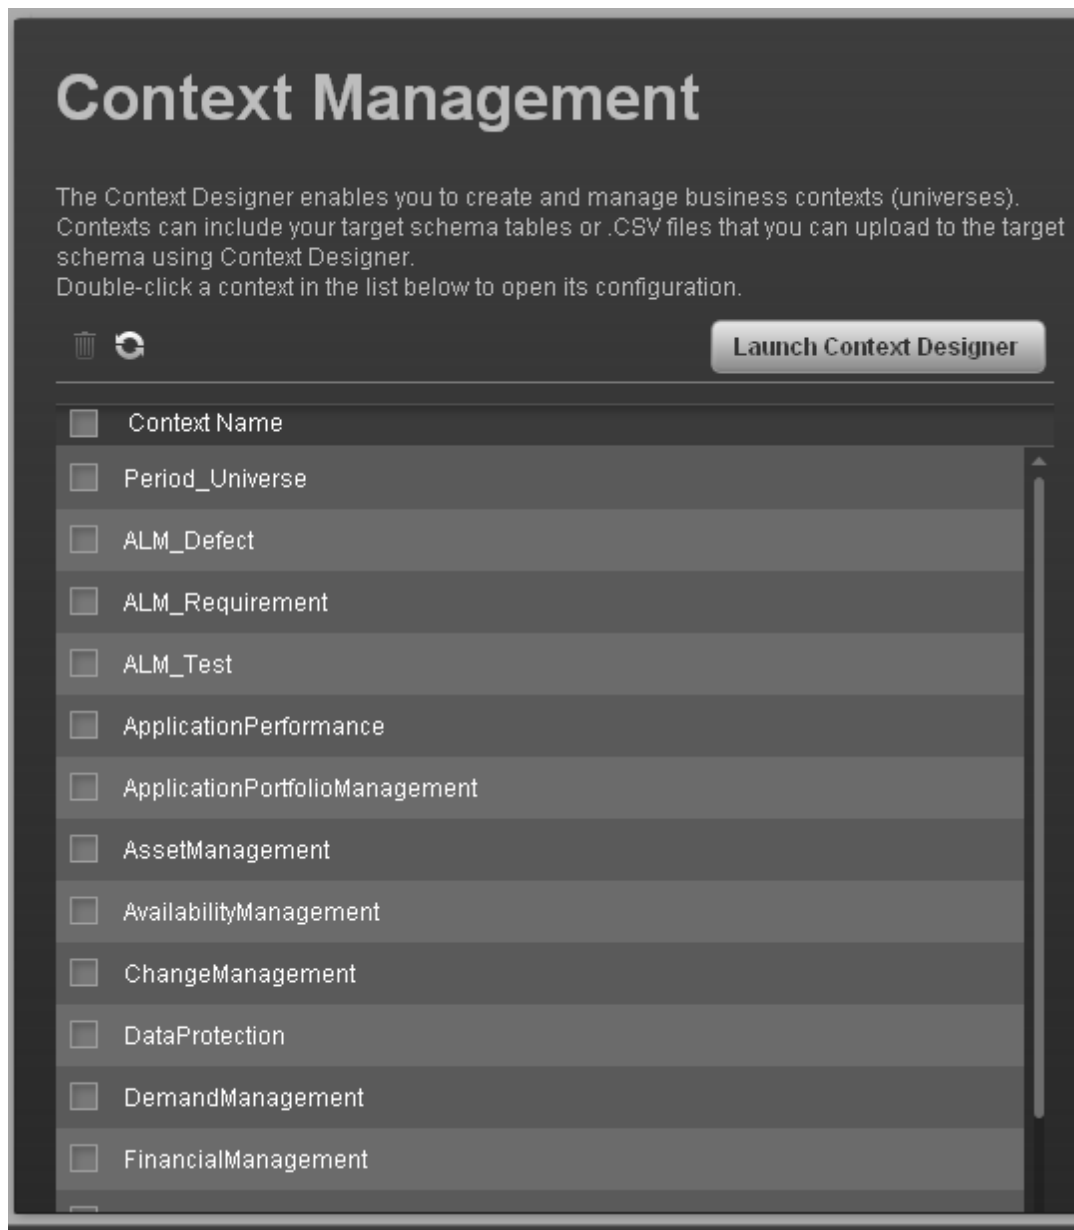 Context Management
The Context Designer enables you to create and manage business contexts (universes).
Contexts can include your target schema tables or .CSV files that you can upload to the target
schema using Context Designer.
Double-click a context in the list below to open its configuration.
Launch Context Designer
Context Name
Period_Universe
ALM_Defect
ALM_Requirement
ALM_Test
ApplicationPerformance
ApplicationPortfolioManagement
AssetManagement
AvailabilityManagement
ChangeManagement
DataProtection
DemandManagement
FinancialManagement